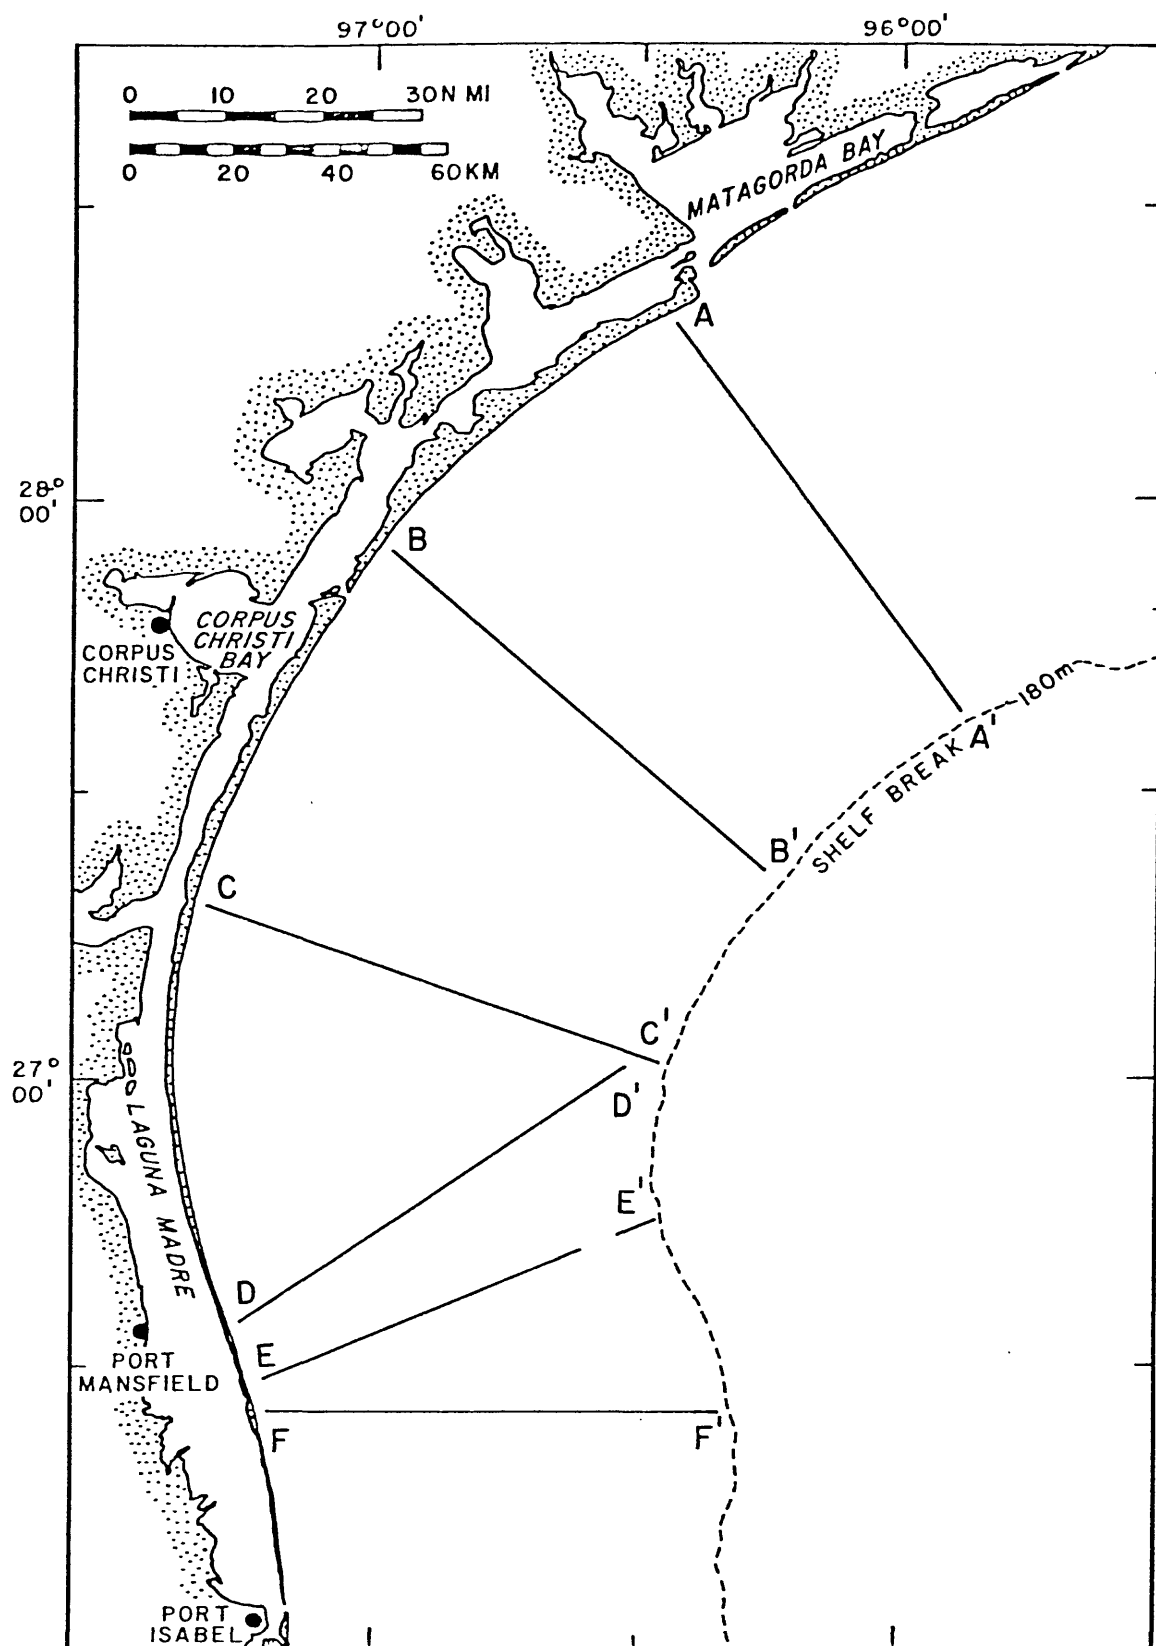 97°00'
96°00'
0 10 20 30 N MI
0 20 40 60 KM
MATAGORDA BAY
A
28°
00'
B
CORPUS
CHRISTI
BAY
CORPUS
CHRISTI
180m
A'
SHELF BREAK
B'
C
C'
27°
00'
D'
LAGUNA MADRE
E'
D
E
PORT
MANSFIELD
F
F'
PORT
ISABEL